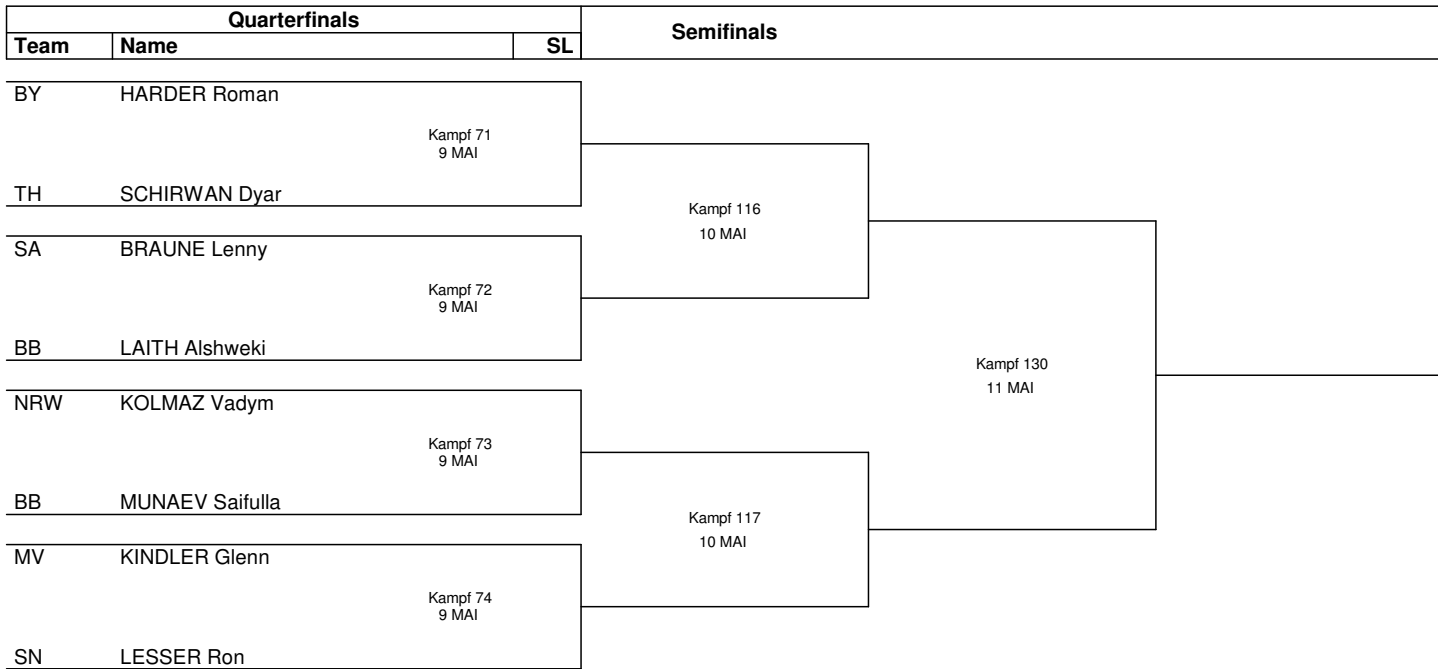 Quarterfinals
Semifinals
Team Name SL
BY HARDER Roman
Kampf 71
9 MAI
TH SCHIRWAN Dyar
Kampf 116
10 MAI
SA BRAUNE Lenny
Kampf 72
9 MAI
BB LAITH Alshweki
Kampf 130
11 MAI
NRW KOLMAZ Vadym
Kampf 73
9 MAI
BB MUNAEV Saifulla
Kampf 117
10 MAI
MV KINDLER Glenn
Kampf 74
9 MAI
SN LESSER Ron